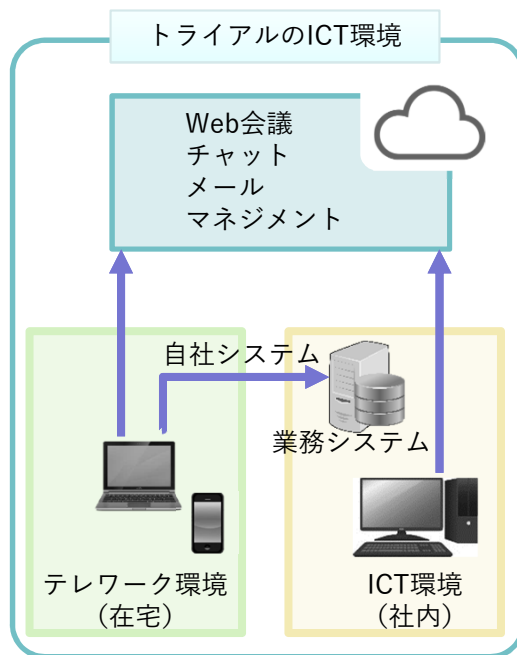 トライアルのICT環境
Web会議
チャット
メール
マネジメント
自社システム
業務システム
テレワーク環境
（在宅）
ICT環境
（社内）